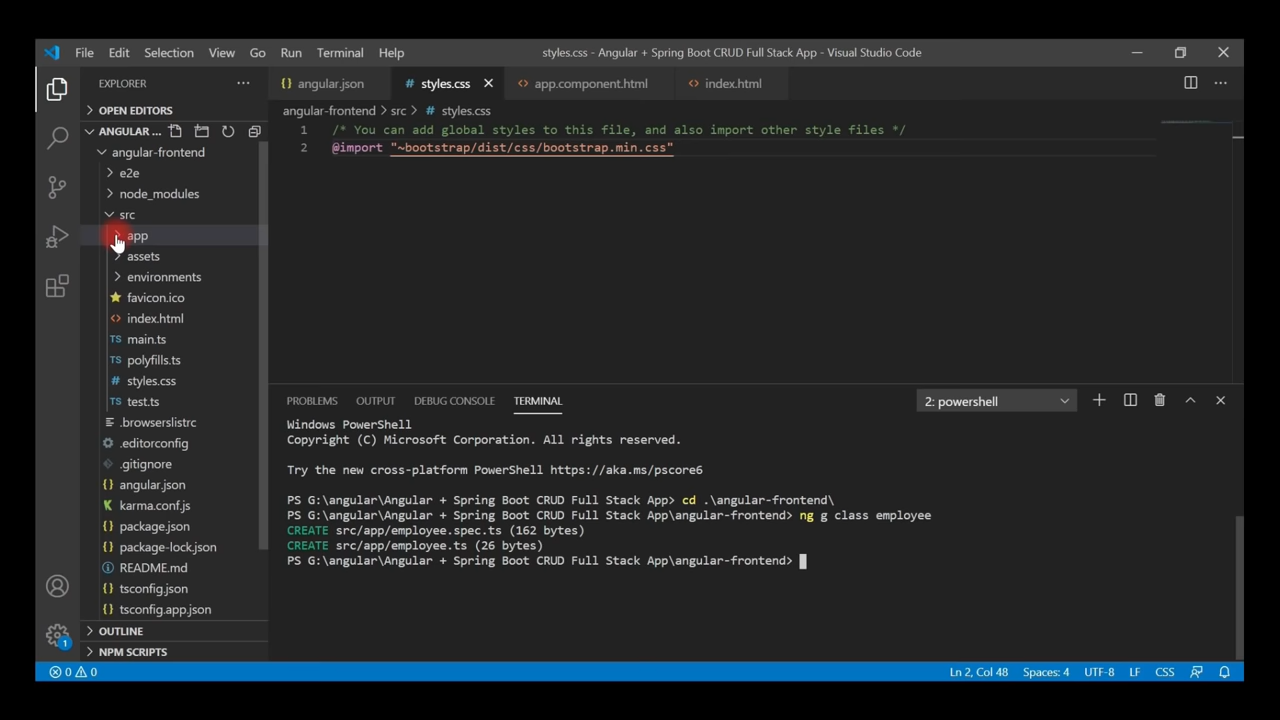 File Edit Selection View Go Run Terminal Help
styles.css - Angular + Spring Boot CRUD Full Stack App - Visual Studio Code
EXPLORER
OPEN EDITORS
ANGULAR ...
angular-frontend
e2e
node_modules
src
app
assets
environments
favicon.ico
<> index.html
TS main.ts
TS polyfills.ts
# styles.css
TS test.ts
.browserslistrc
.editorconfig
.gitignore
{} angular.json
karma.conf.js
{} package.json
{} package-lock.json
README.md
{} tsconfig.json
{} tsconfig.app.json
OUTLINE
NPM SCRIPTS
1
{} angular.json
# styles.css
<> app.component.html
<> index.html
angular-frontend > src > # styles.css
1 /* You can add global styles to this file, and also import other style files */
2 @import "~bootstrap/dist/css/bootstrap.min.css"
PROBLEMS OUTPUT DEBUG CONSOLE TERMINAL
2: powershell
Windows PowerShell
Copyright (C) Microsoft Corporation. All rights reserved.
Try the new cross-platform PowerShell https://aka.ms/pscore6
PS G:\angular\Angular + Spring Boot CRUD Full Stack App> cd .\angular-frontend\
PS G:\angular\Angular + Spring Boot CRUD Full Stack App\angular-frontend> ng g class employee
CREATE src/app/employee.spec.ts (162 bytes)
CREATE src/app/employee.ts (26 bytes)
PS G:\angular\Angular + Spring Boot CRUD Full Stack App\angular-frontend>
0 0
Ln 2, Col 48 Spaces: 4 UTF-8 LF CSS